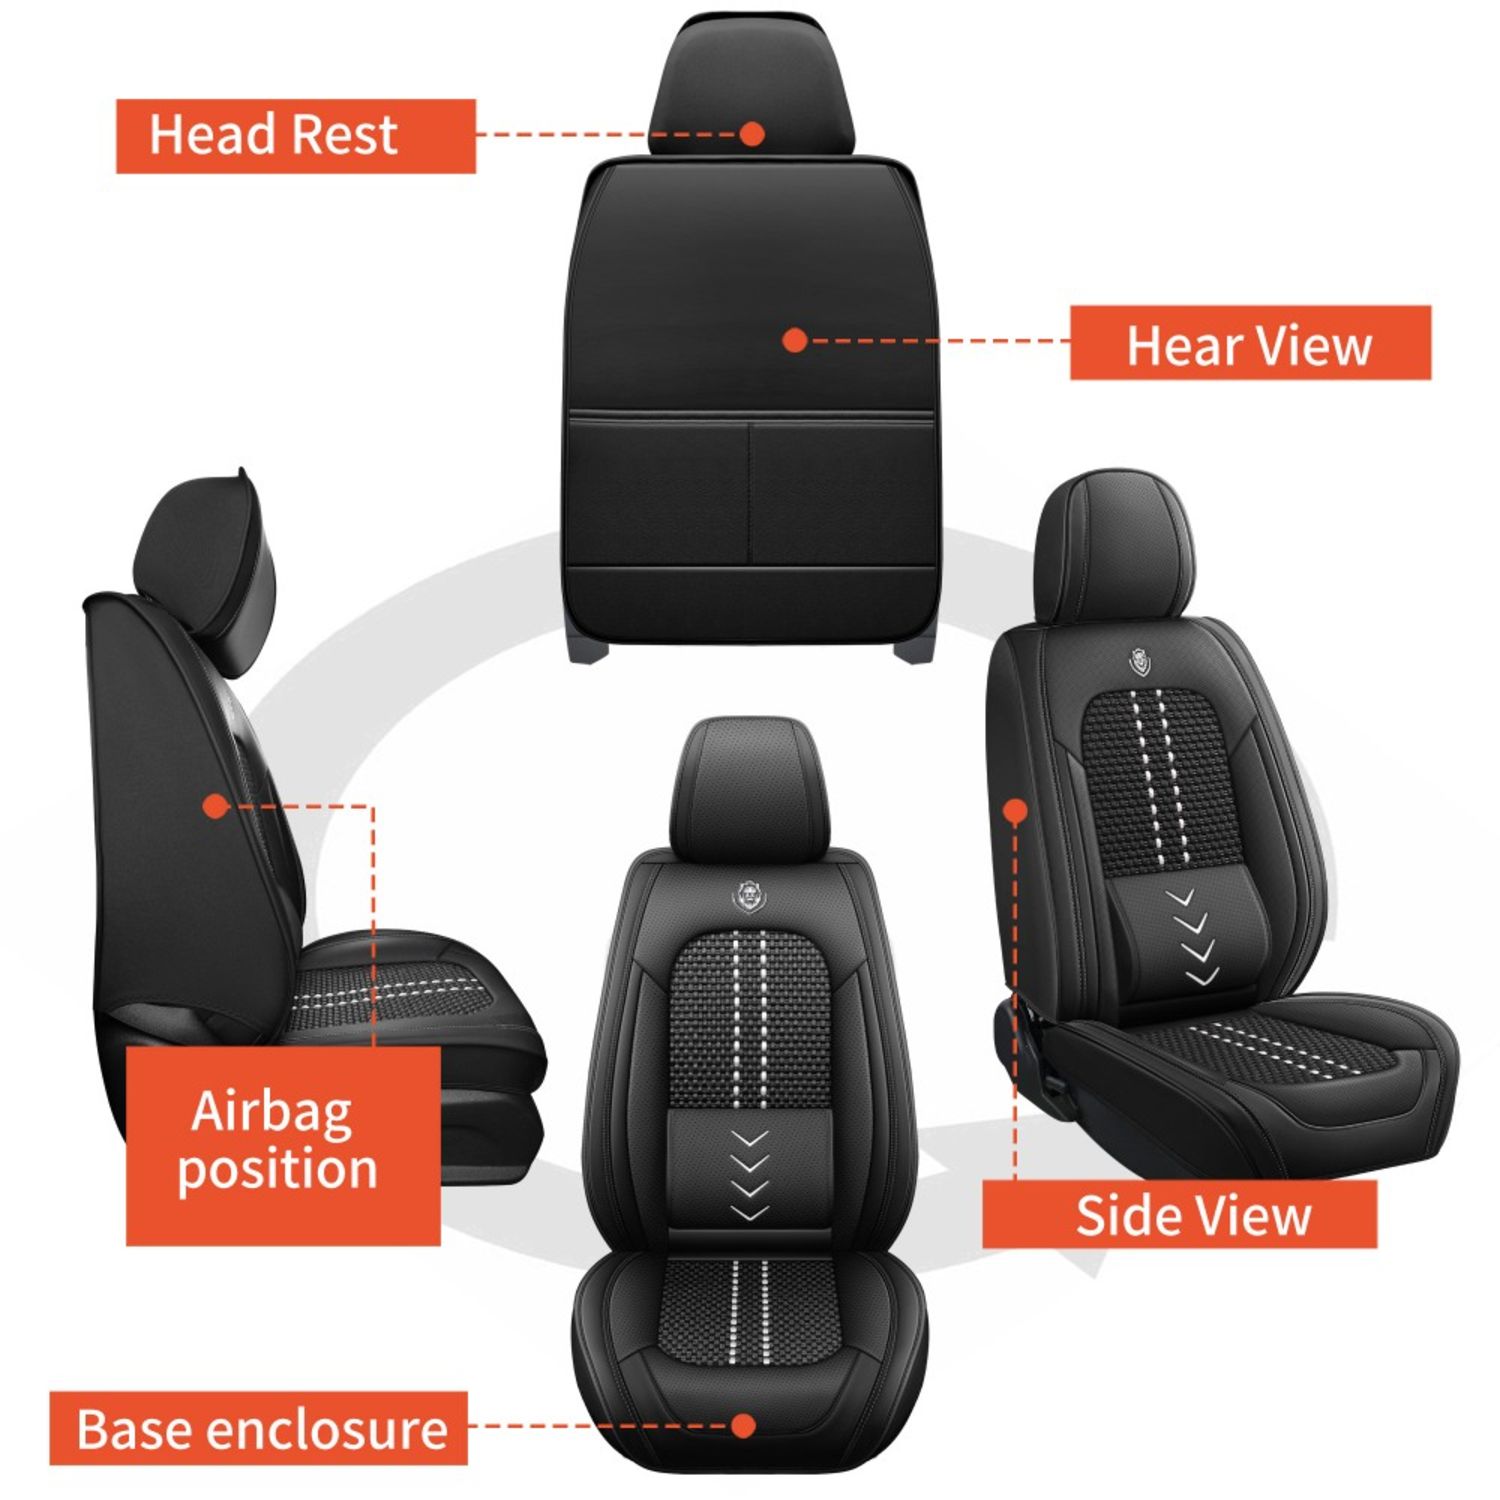 Head Rest
Hear View
Airbag
position
Side View
Base enclosure